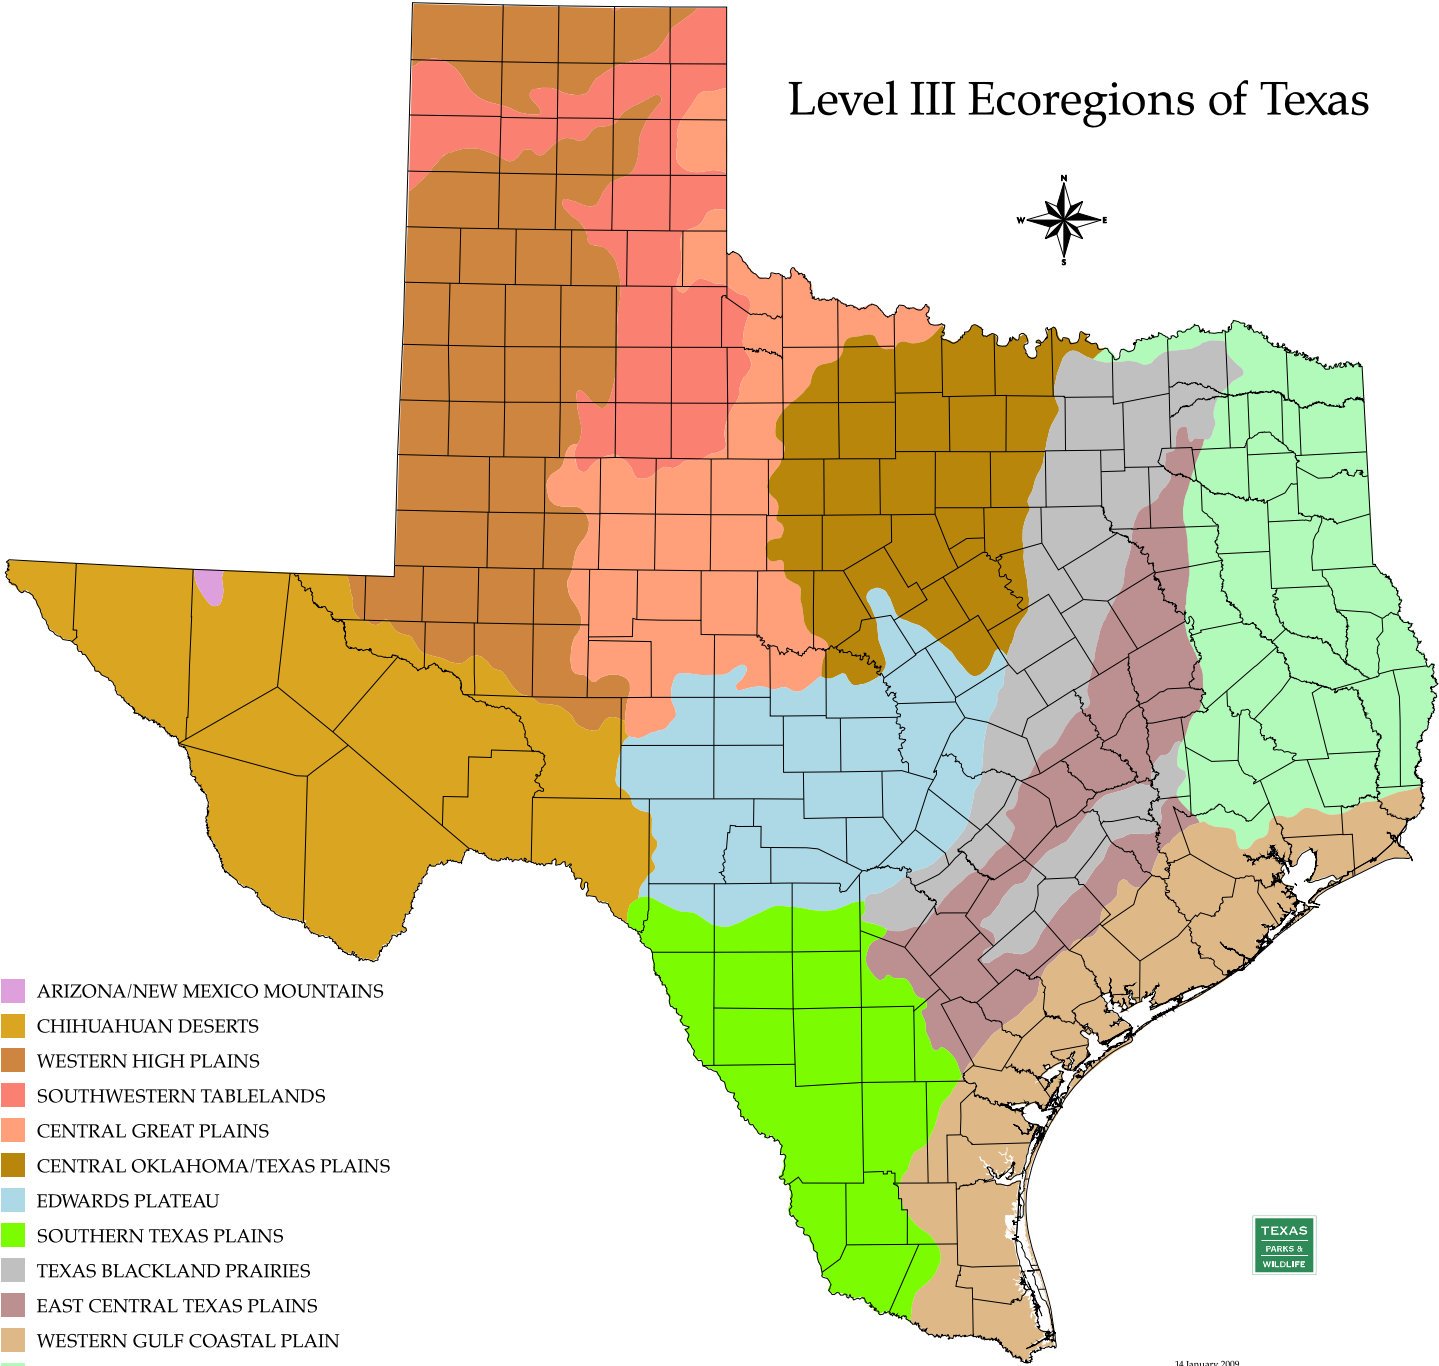 Level III Ecoregions of Texas
N
W E
S
ARIZONA/NEW MEXICO MOUNTAINS
CHIHUAHUAN DESERTS
WESTERN HIGH PLAINS
SOUTHWESTERN TABLELANDS
CENTRAL GREAT PLAINS
CENTRAL OKLAHOMA/TEXAS PLAINS
EDWARDS PLATEAU
SOUTHERN TEXAS PLAINS
TEXAS BLACKLAND PRAIRIES
EAST CENTRAL TEXAS PLAINS
WESTERN GULF COASTAL PLAIN
TEXAS
PARKS &
WILDLIFE
14 January 2009